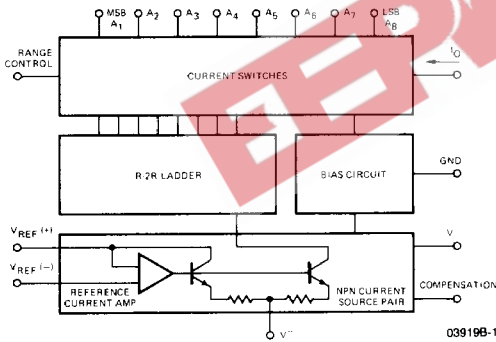 MSB A1 A2 A3 A4 A5 A6 A7 LSB A8
RANGE CONTROL
CURRENT SWITCHES
IO
R-2R LADDER
BIAS CIRCUIT
GND
VREF (+)
VREF (−)
REFERENCE CURRENT AMP
NPN CURRENT SOURCE PAIR
V
COMPENSATION
V−
03919B-1